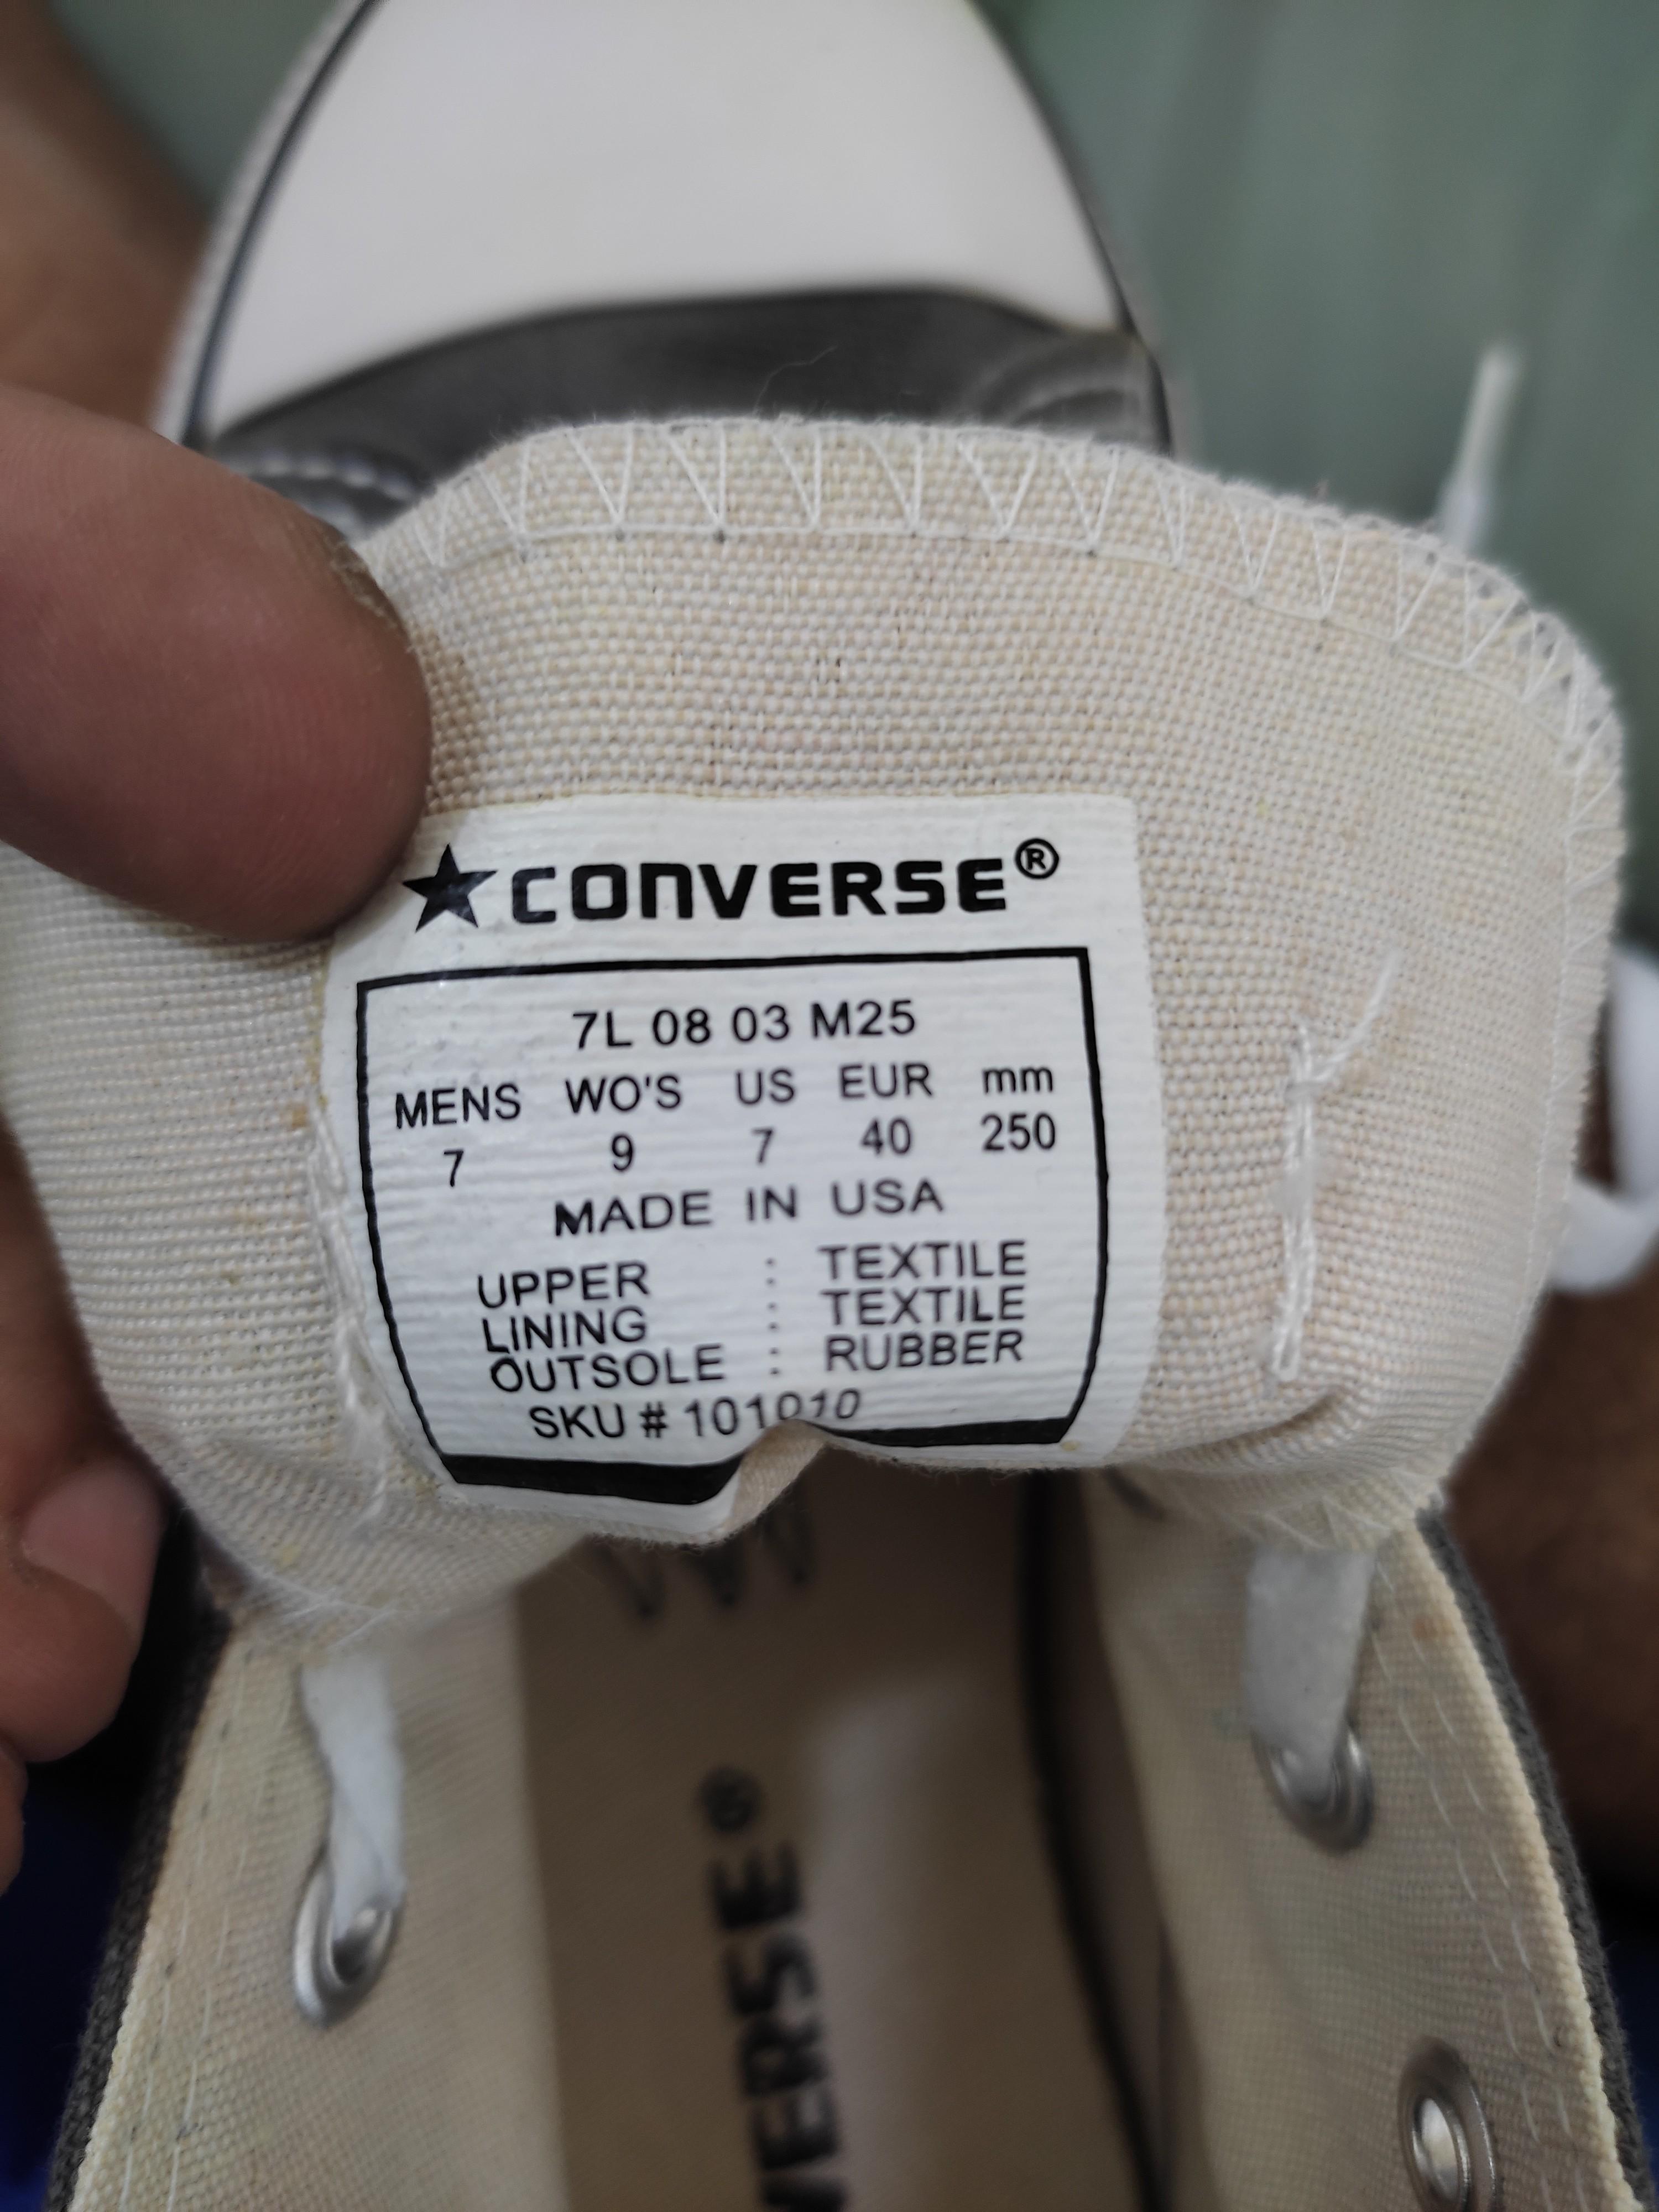 ★CONVERSE®
7L 08 03 M25
MENS WO'S US EUR mm
7 9 7 40 250
MADE IN USA
UPPER : TEXTILE
LINING : TEXTILE
OUTSOLE : RUBBER
SKU # 101010
VERSE®